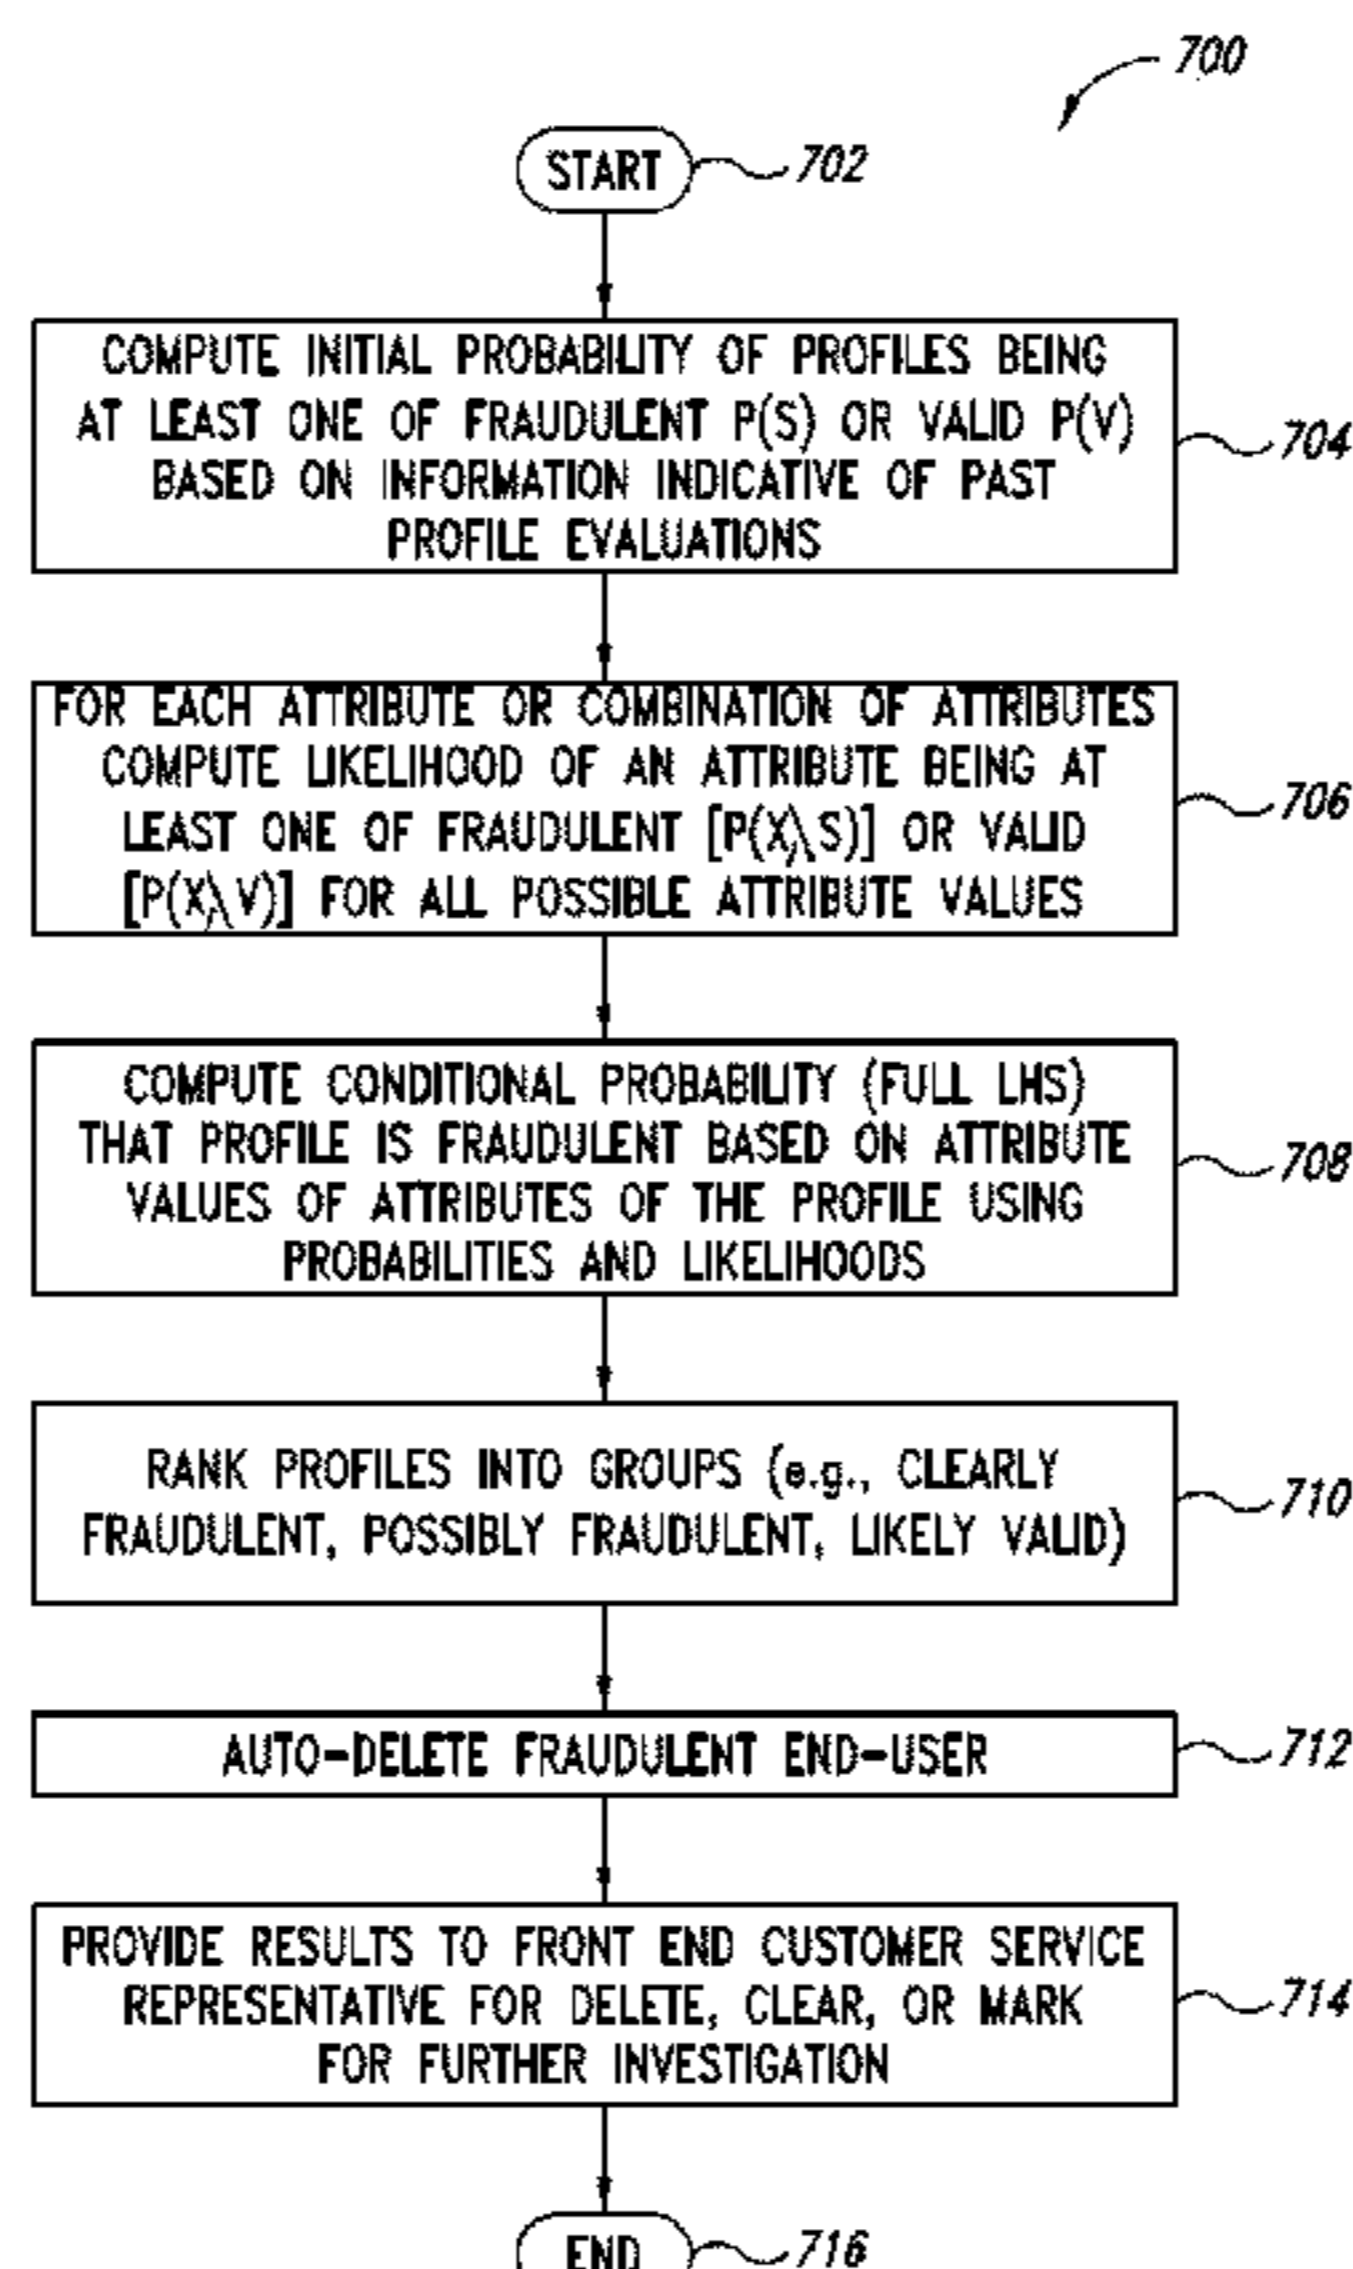 700
START 702
COMPUTE INITIAL PROBABILITY OF PROFILES BEING
AT LEAST ONE OF FRAUDULENT P(S) OR VALID P(V)
BASED ON INFORMATION INDICATIVE OF PAST
PROFILE EVALUATIONS
704
FOR EACH ATTRIBUTE OR COMBINATION OF ATTRIBUTES
COMPUTE LIKELIHOOD OF AN ATTRIBUTE BEING AT
LEAST ONE OF FRAUDULENT [P(X,\S)] OR VALID
[P(X,\V)] FOR ALL POSSIBLE ATTRIBUTE VALUES
706
COMPUTE CONDITIONAL PROBABILITY (FULL LHS)
THAT PROFILE IS FRAUDULENT BASED ON ATTRIBUTE
VALUES OF ATTRIBUTES OF THE PROFILE USING
PROBABILITIES AND LIKELIHOODS
708
RANK PROFILES INTO GROUPS (e.g., CLEARLY
FRAUDULENT, POSSIBLY FRAUDULENT, LIKELY VALID)
710
AUTO-DELETE FRAUDULENT END-USER
712
PROVIDE RESULTS TO FRONT END CUSTOMER SERVICE
REPRESENTATIVE FOR DELETE, CLEAR, OR MARK
FOR FURTHER INVESTIGATION
714
END 716